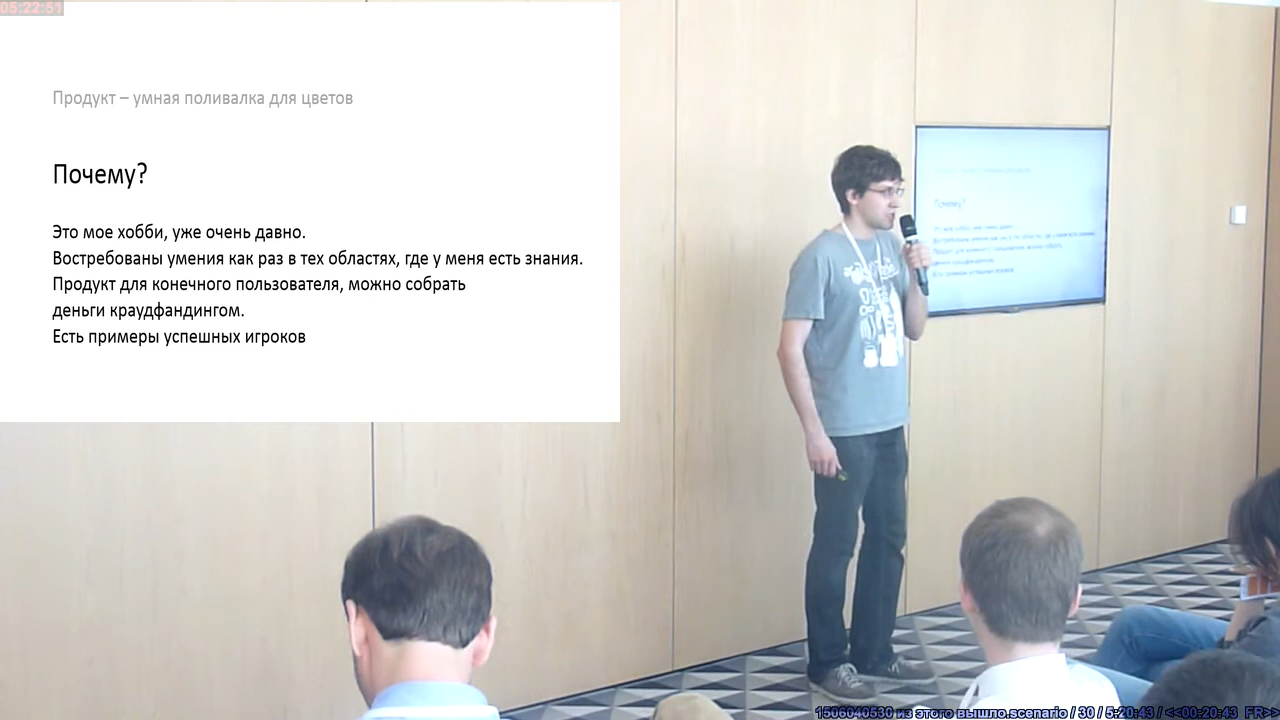 05:22:51
Продукт – умная поливалка для цветов
Почему?
Это мое хобби, уже очень давно.
Востребованы умения как раз в тех областях, где у меня есть знания.
Продукт для конечного пользователя, можно собрать
деньги краудфандингом.
Есть примеры успешных игроков
Почему?
1506040530 из этого вышло.scenario / 30 / 5:20:43 / <<00:20:43 FR>>